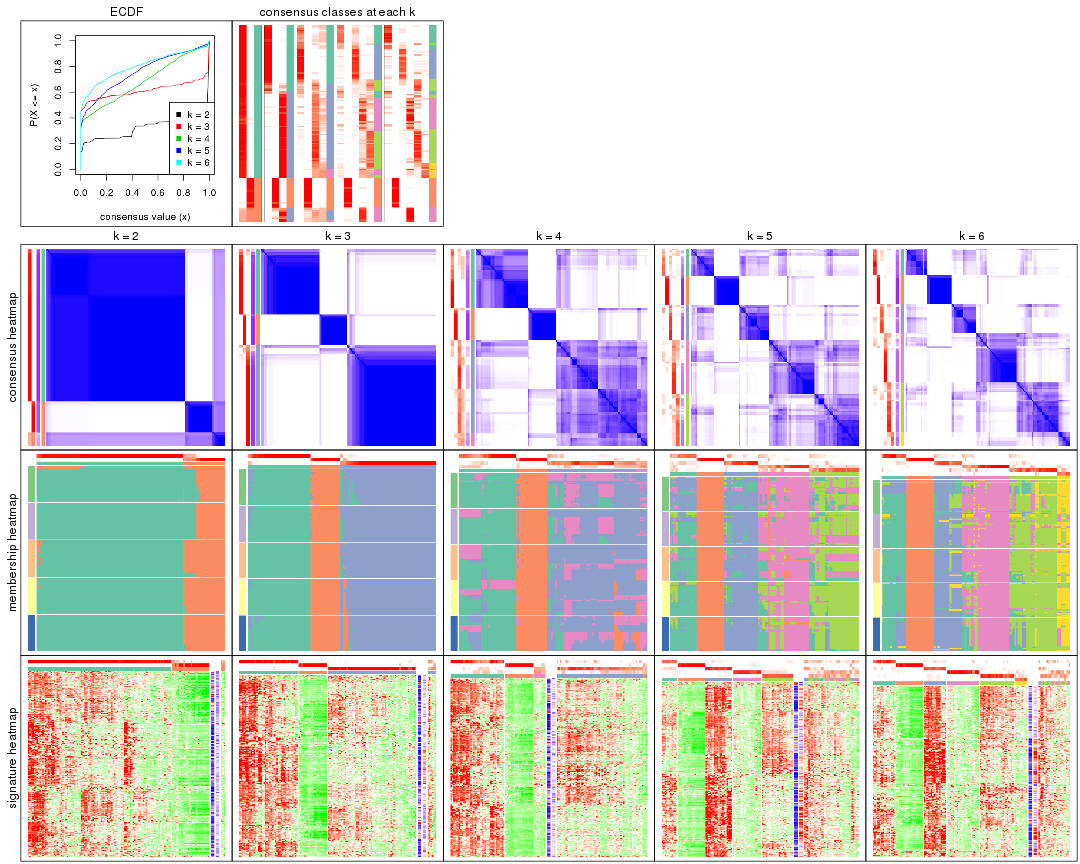 ECDF
consensus classes at each k
P(X <= x)
0.0
0.2
0.4
0.6
0.8
1.0
k = 2
k = 3
k = 4
k = 5
k = 6
0.0
0.2
0.4
0.6
0.8
1.0
consensus value (x)
k = 2
k = 3
k = 4
k = 5
k = 6
consensus heatmap
membership heatmap
signature heatmap